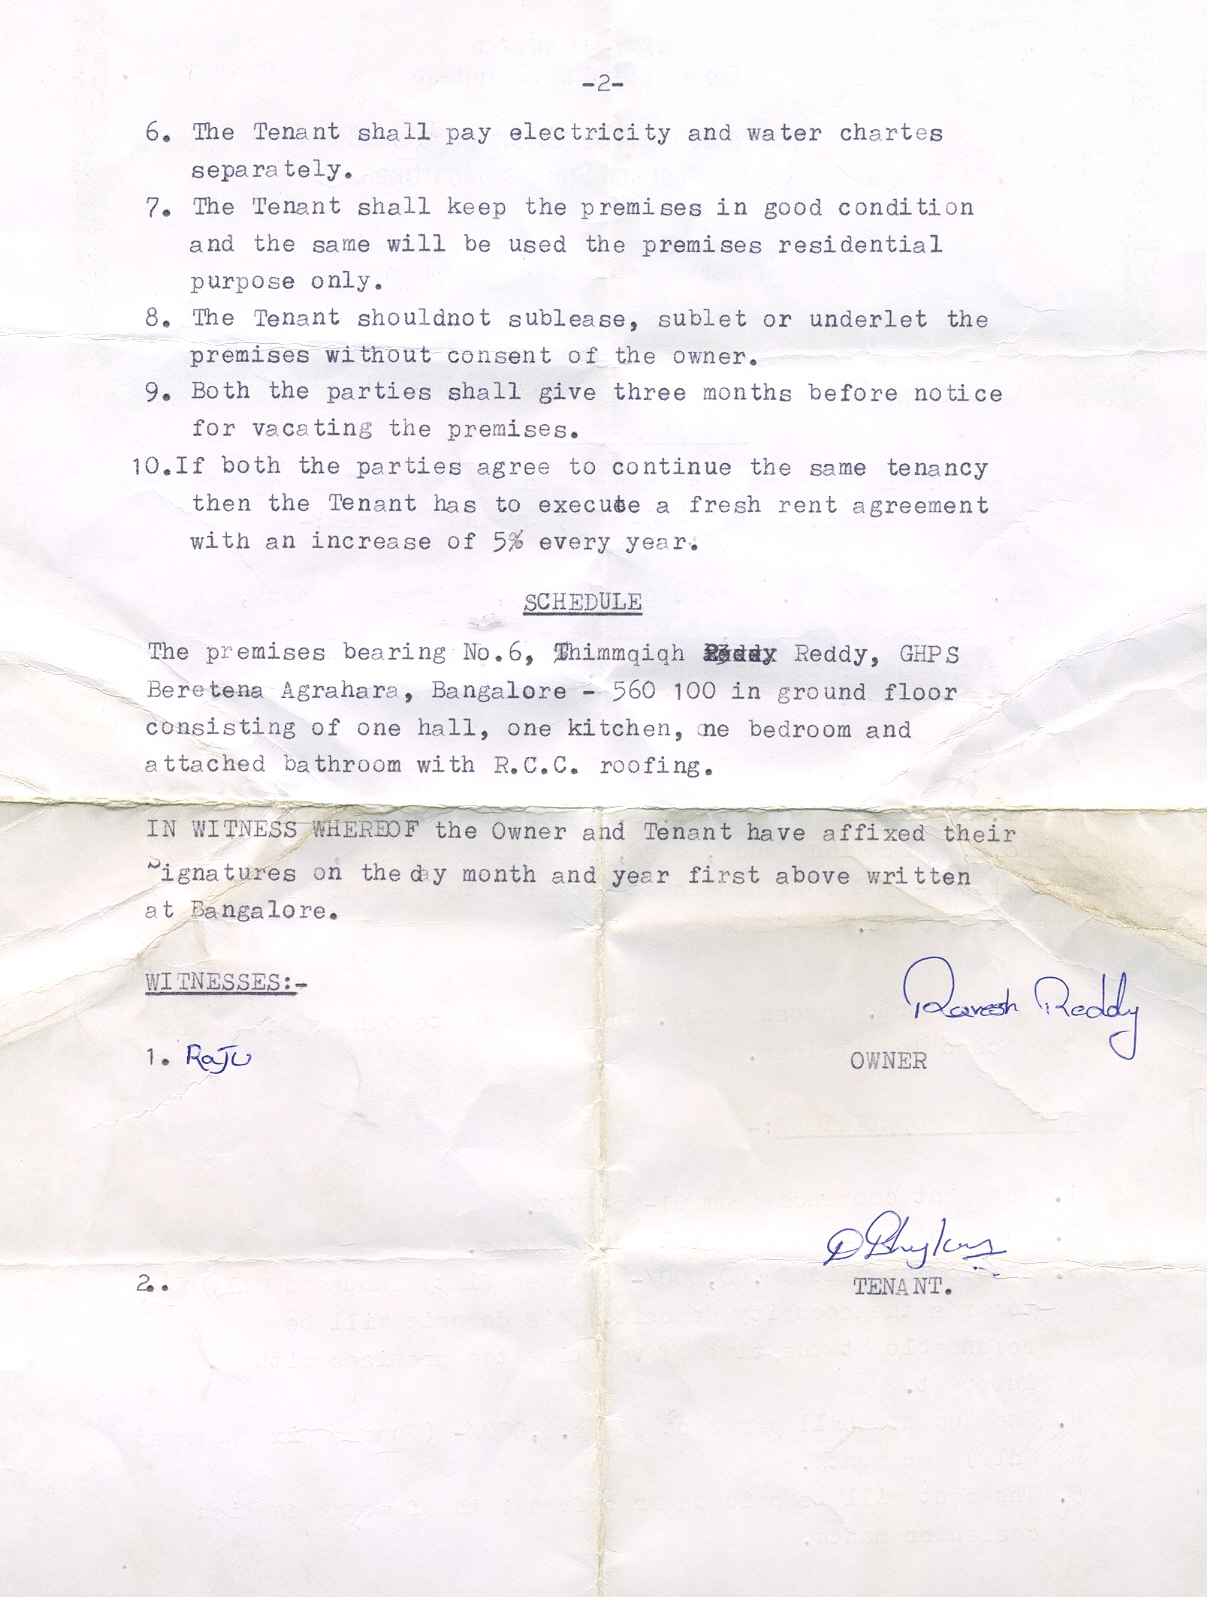 -2-
6. The Tenant shall pay electricity and water chartes
separately.
7. The Tenant shall keep the premises in good condition
and the same will be used the premises residential
purpose only.
8. The Tenant shouldnot sublease, sublet or underlet the
premises without consent of the owner.
9. Both the parties shall give three months before notice
for vacating the premises.
10.If both the parties agree to continue the same tenancy
then the Tenant has to execute a fresh rent agreement
with an increase of 5% every year.
SCHEDULE
The premises bearing No.6, Thimmqiqh Reddy, GHPS
Beretena Agrahara, Bangalore - 560 100 in ground floor
consisting of one hall, one kitchen, one bedroom and
attached bathroom with R.C.C. roofing.
IN WITNESS WHEREOF the Owner and Tenant have affixed their
Signatures on the day month and year first above written
at Bangalore.
WITNESSES:-
Reddy
1. Raju
OWNER
2..
TENANT.